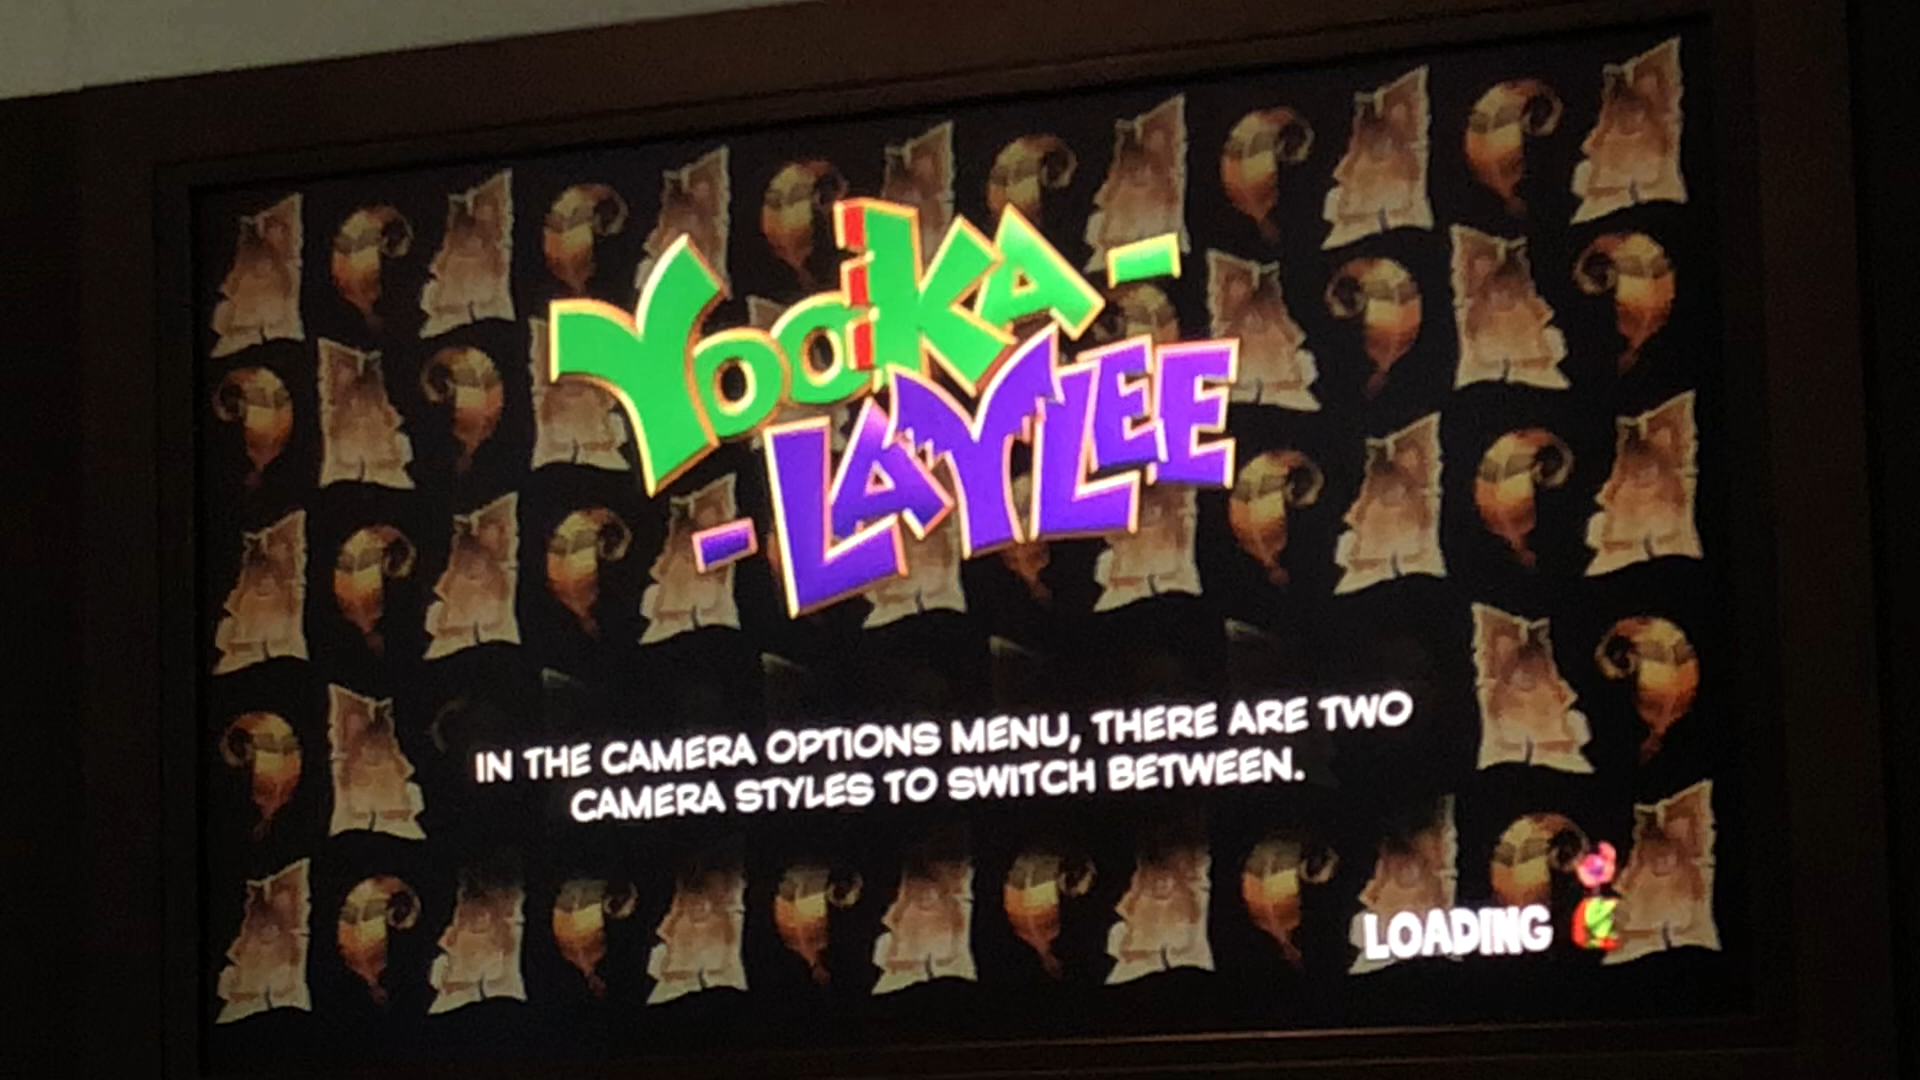 YOOKA-
-LAYLEE
IN THE CAMERA OPTIONS MENU, THERE ARE TWO
CAMERA STYLES TO SWITCH BETWEEN.
LOADING